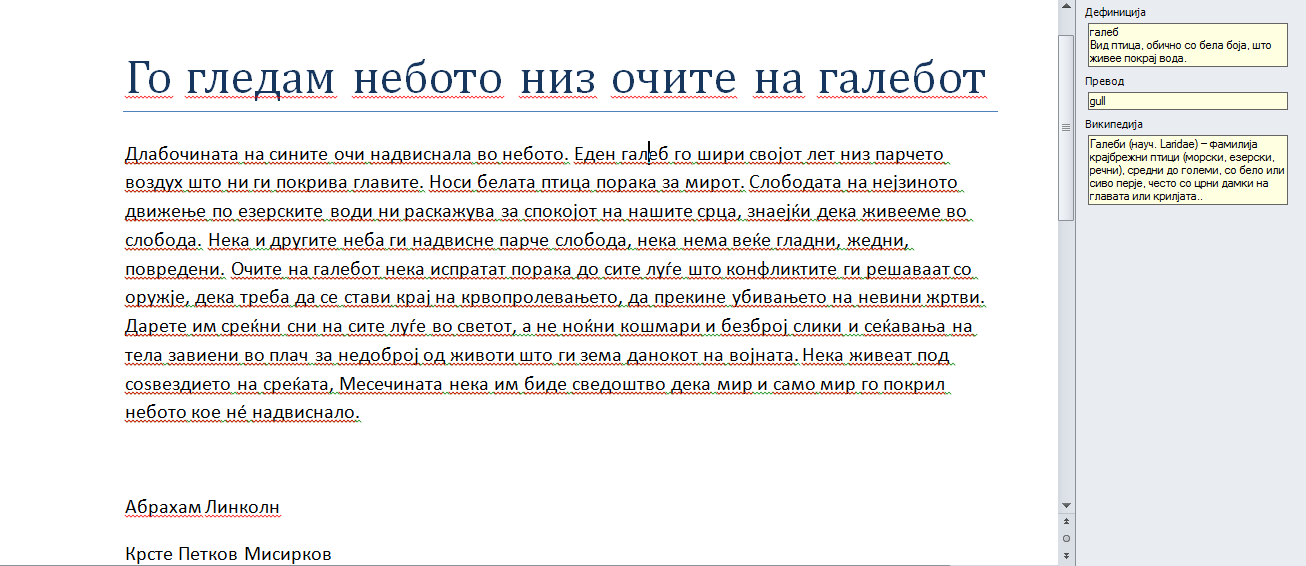 Го гледам небото низ очите на галебот
Длабочината на сините очи надвиснала во небото. Еден галеб го шири својот лет низ парчето
воздух што ни ги покрива главите. Носи белата птица порака за мирот. Слободата на нејзиното
движење по езерските води ни раскажува за спокојот на нашите срца, знаејќи дека живееме во
слобода. Нека и другите неба ги надвисне парче слобода, нека нема веќе гладни, жедни,
повредени. Очите на галебот нека испратат порака до сите луѓе што конфликтите ги решаваат со
оружје, дека треба да се стави крај на крвопролевањето, да прекине убивањето на невини жртви.
Дарете им среќни сни на сите луѓе во светот, а не ноќни кошмари и безброј слики и сеќавања на
тела завиени во плач за недоброј од животи што ги зема данокот на војната. Нека живеат под
соѕвездието на среќата, Месечината нека им биде сведоштво дека мир и само мир го покрил
небото кое нé надвиснало.
Абрахам Линколн
Крсте Петков Мисирков
Дефиниција
галеб
Вид птица, обично со бела боја, што
живее покрај вода.
Превод
gull
Википедија
Галеби (науч. Laridae) – фамилија
крајбрежни птици (морски, езерски,
речни), средни до големи, со бело или
сиво перје, често со црни дамки на
главата или крилјата..